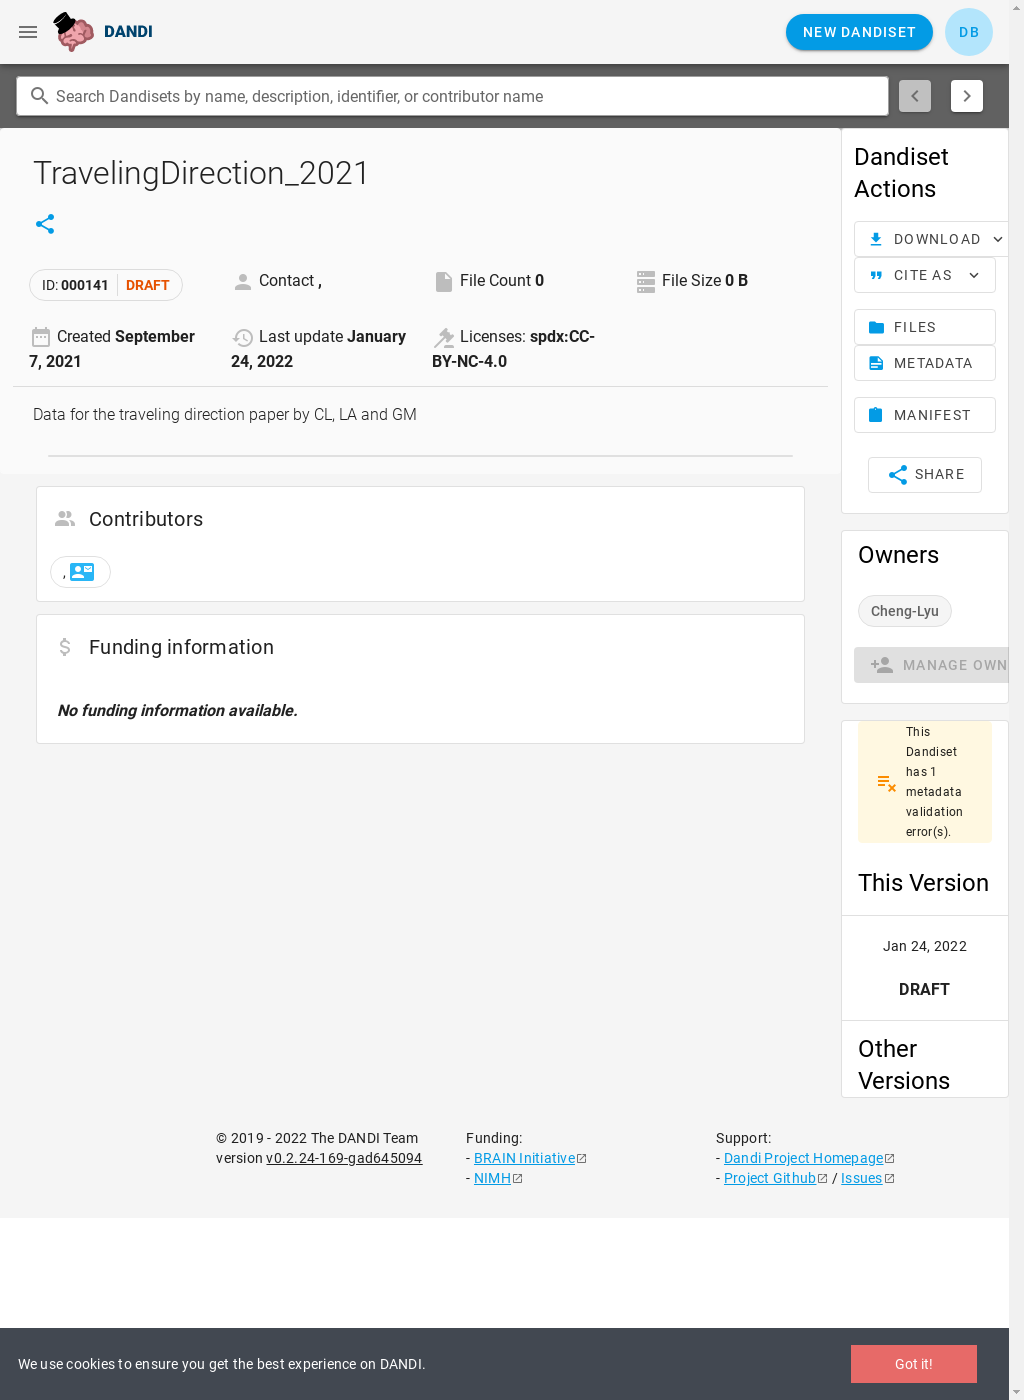 DANDI
NEW DANDISET
DB
Search Dandisets by name, description, identifier, or contributor name
TravelingDirection_2021
ID: 000141 DRAFT
Contact ,
File Count 0
File Size 0 B
Created September
7, 2021
Last update January
24, 2022
Licenses: spdx:CC-
BY-NC-4.0
Data for the traveling direction paper by CL, LA and GM
Contributors
,
Funding information
No funding information available.
Dandiset
Actions
DOWNLOAD
CITE AS
FILES
METADATA
MANIFEST
SHARE
Owners
Cheng-Lyu
MANAGE OWN
This
Dandiset
has 1
metadata
validation
error(s).
This Version
Jan 24, 2022
DRAFT
Other
Versions
© 2019 - 2022 The DANDI Team
version v0.2.24-169-gad645094
Funding:
- BRAIN Initiative
- NIMH
Support:
- Dandi Project Homepage
- Project Github / Issues
We use cookies to ensure you get the best experience on DANDI.
Got it!